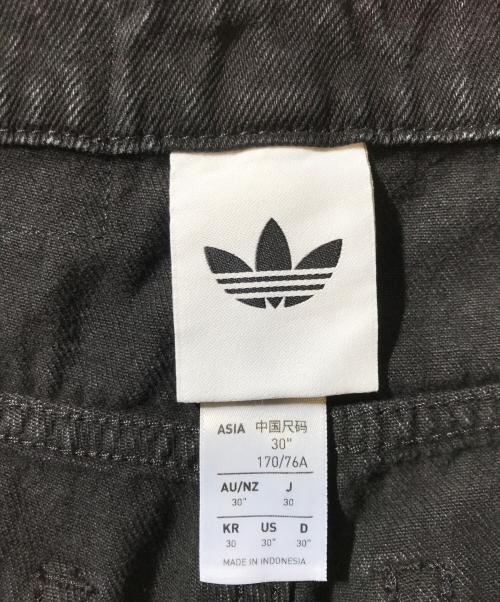 ASIA 中国尺码
30"
170/76A
AU/NZ J
30" 30
KR US D
30 30" 30"
MADE IN INDONESIA